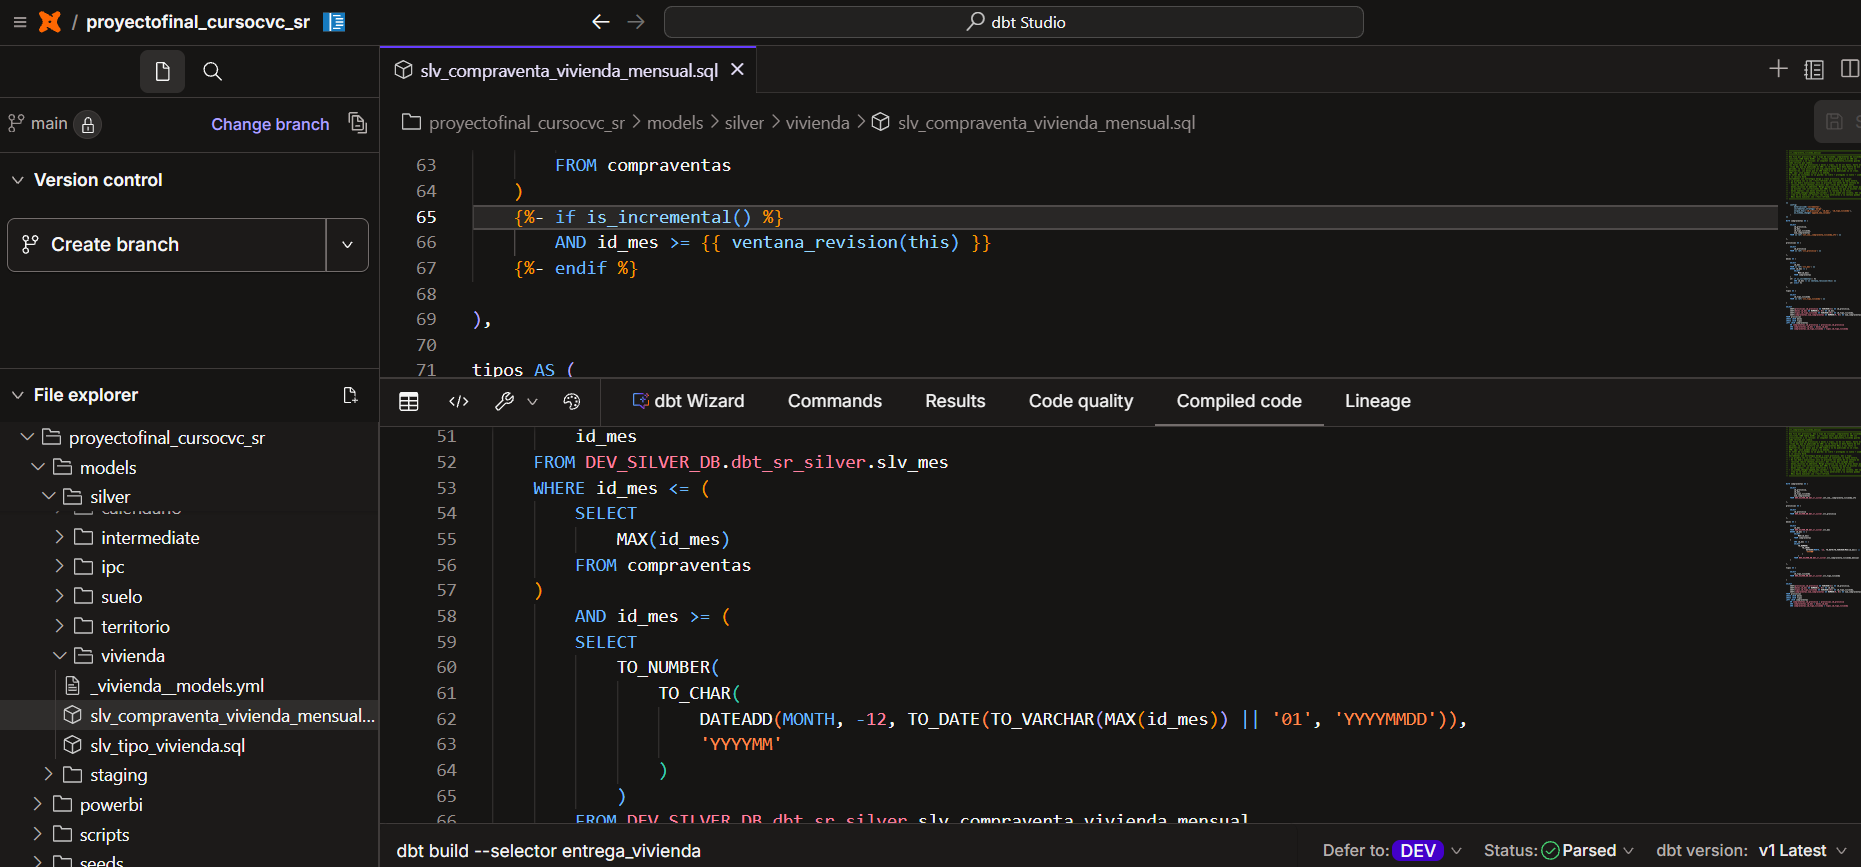 / proyectofinal_cursocvc_sr
dbt Studio
main
Change branch
Version control
Create branch
File explorer
proyectofinal_cursocvc_sr
models
silver
calendario
intermediate
ipc
suelo
territorio
vivienda
_vivienda__models.yml
slv_compraventa_vivienda_mensual...
slv_tipo_vivienda.sql
staging
powerbi
scripts
seeds
slv_compraventa_vivienda_mensual.sql
proyectofinal_cursocvc_sr > models > silver > vivienda > slv_compraventa_vivienda_mensual.sql
63 FROM compraventas
64 )
65 {%- if is_incremental() %}
66 AND id_mes >= {{ ventana_revision(this) }}
67 {%- endif %}
68
69 ),
70
71 tipos AS (
dbt Wizard Commands Results Code quality Compiled code Lineage
51 id_mes
52 FROM DEV_SILVER_DB.dbt_sr_silver.slv_mes
53 WHERE id_mes <= (
54 SELECT
55 MAX(id_mes)
56 FROM compraventas
57 )
58 AND id_mes >= (
59 SELECT
60 TO_NUMBER(
61 TO_CHAR(
62 DATEADD(MONTH, -12, TO_DATE(TO_VARCHAR(MAX(id_mes)) || '01', 'YYYYMMDD')),
63 'YYYYMM'
64 )
65 )
66 FROM DEV_SILVER_DB.dbt_sr_silver.slv_compraventa_vivienda_mensual
dbt build --selector entrega_vivienda
Defer to: DEV Status: Parsed dbt version: v1 Latest